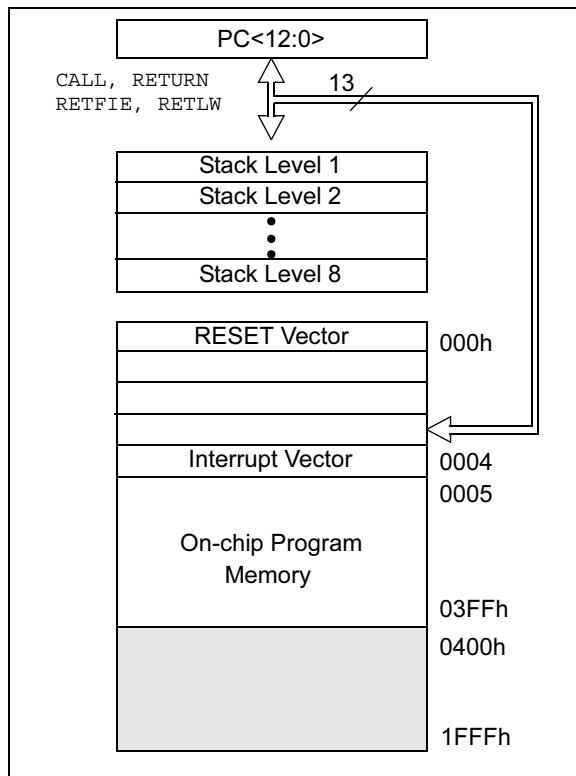 PC<12:0>
CALL, RETURN
RETFIE, RETLW
13
Stack Level 1
Stack Level 2
Stack Level 8
RESET Vector
000h
Interrupt Vector
0004
0005
On-chip Program
Memory
03FFh
0400h
1FFFh